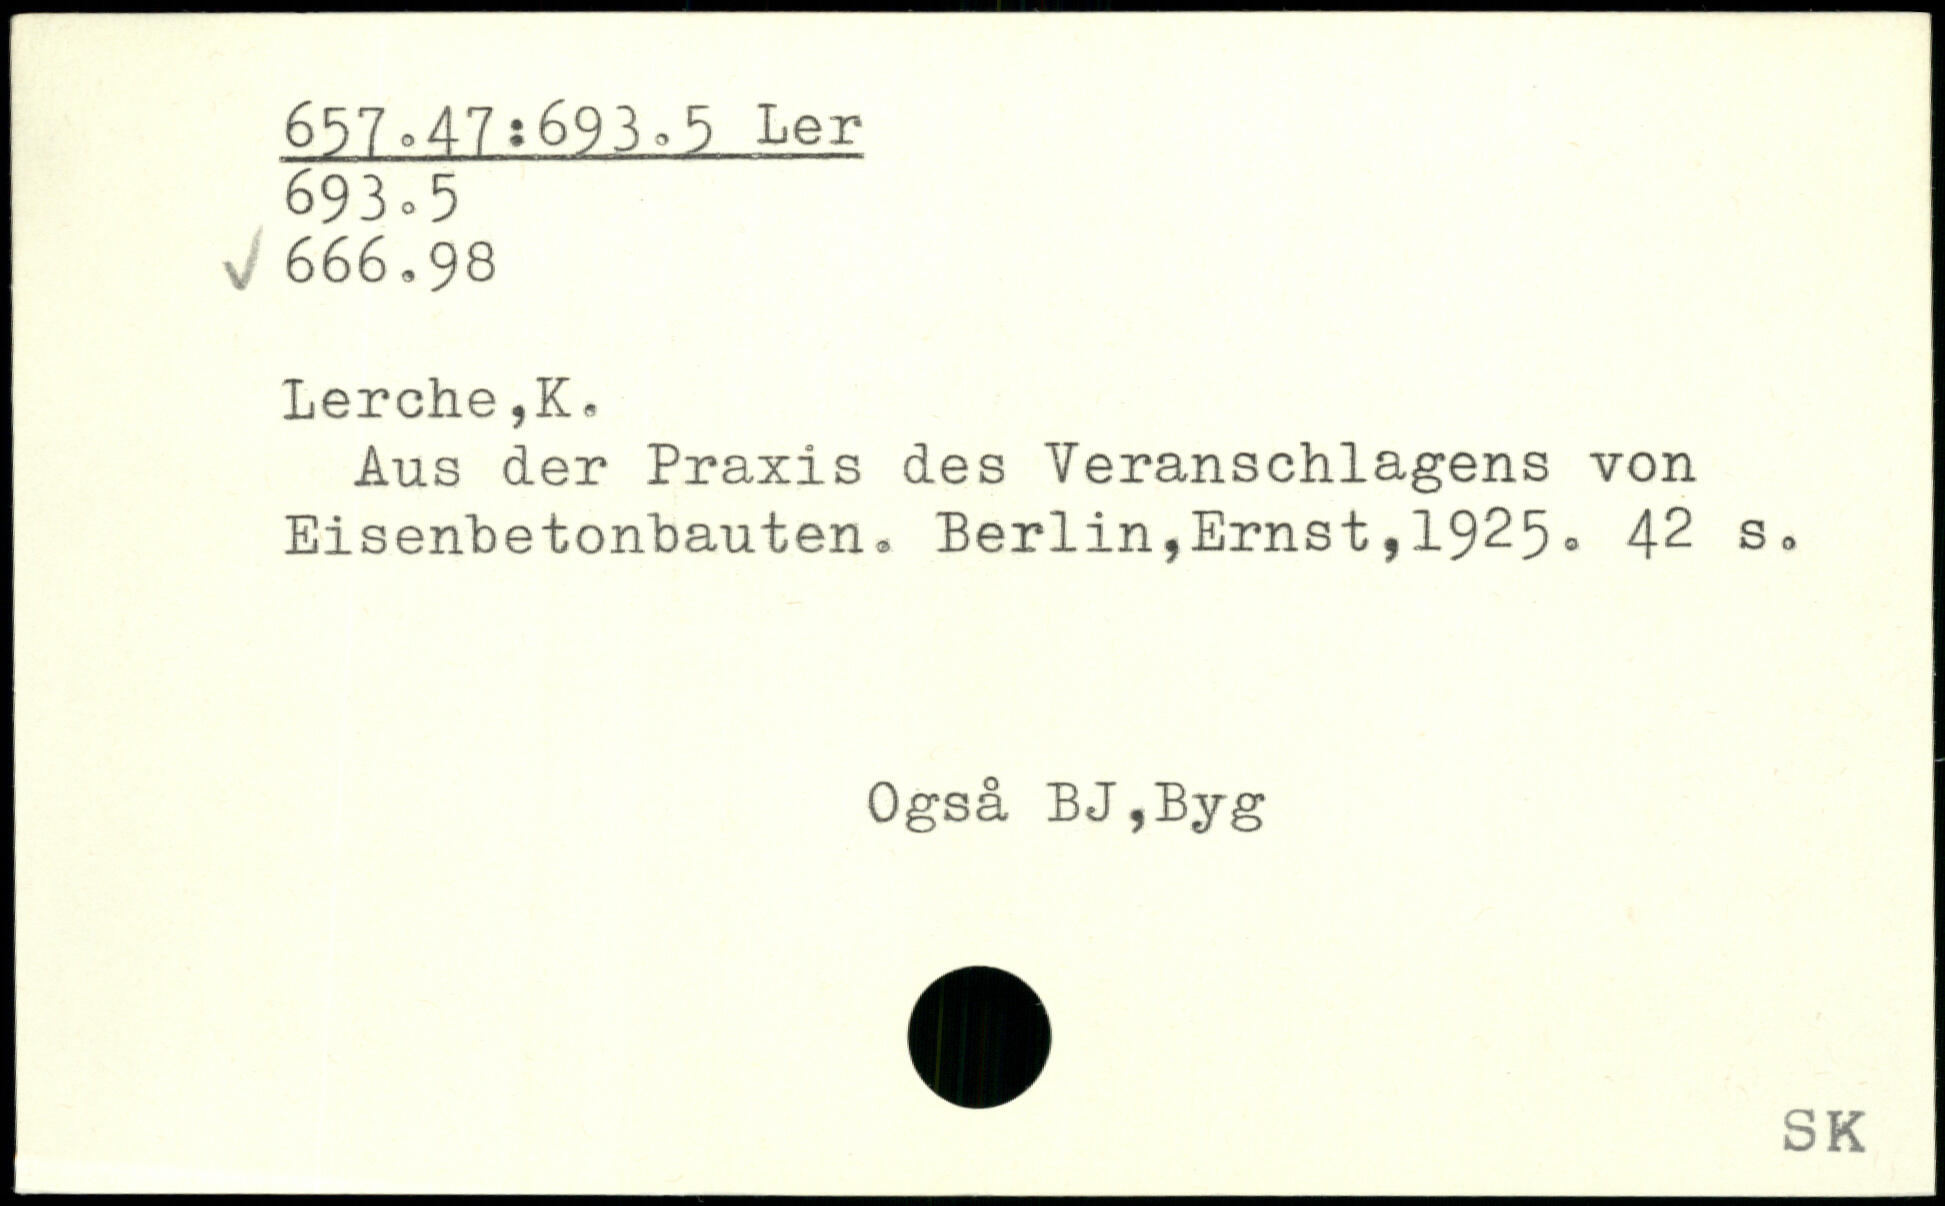 657.47:693.5 Ler
693.5
✓ 666.98
Lerche,K.
Aus der Praxis des Veranschlagens von
Eisenbetonbauten. Berlin,Ernst,1925. 42 s.
Også BJ,Byg
SK